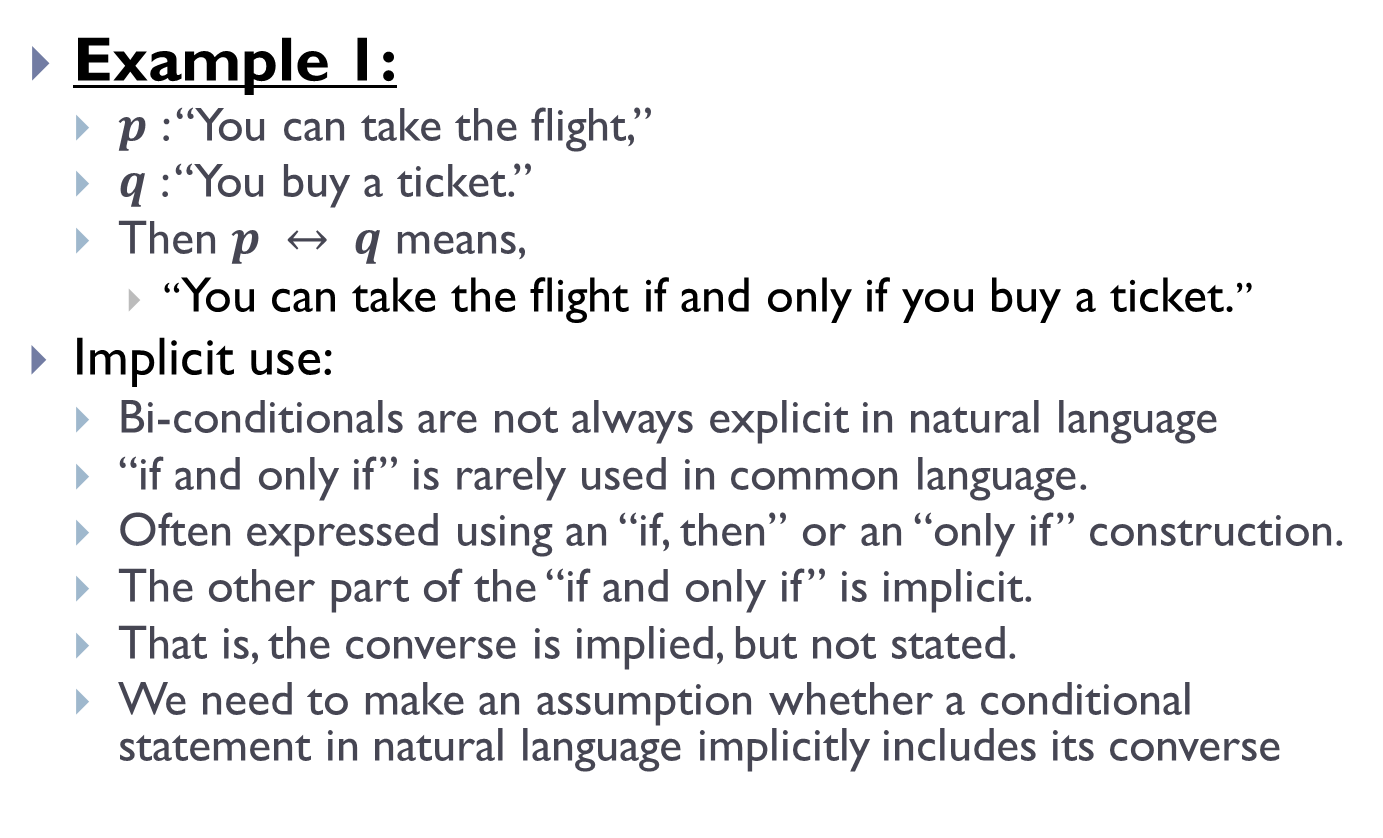 Example 1:
p : “You can take the flight,”
q : “You buy a ticket.”
Then p ↔ q means,
“You can take the flight if and only if you buy a ticket.”
Implicit use:
Bi-conditionals are not always explicit in natural language
“if and only if” is rarely used in common language.
Often expressed using an “if, then” or an “only if” construction.
The other part of the “if and only if” is implicit.
That is, the converse is implied, but not stated.
We need to make an assumption whether a conditional
statement in natural language implicitly includes its converse